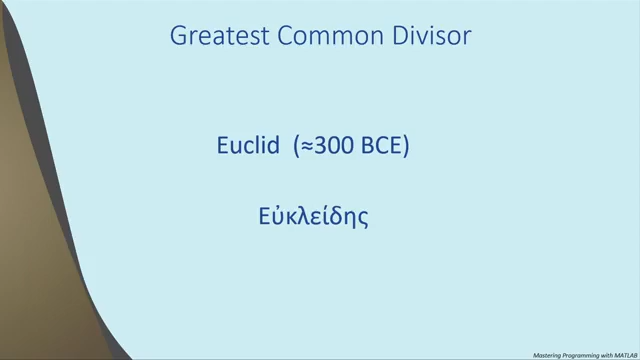 Greatest Common Divisor
Euclid (≈300 BCE)
Εὐκλείδης
Mastering Programming with MATLAB